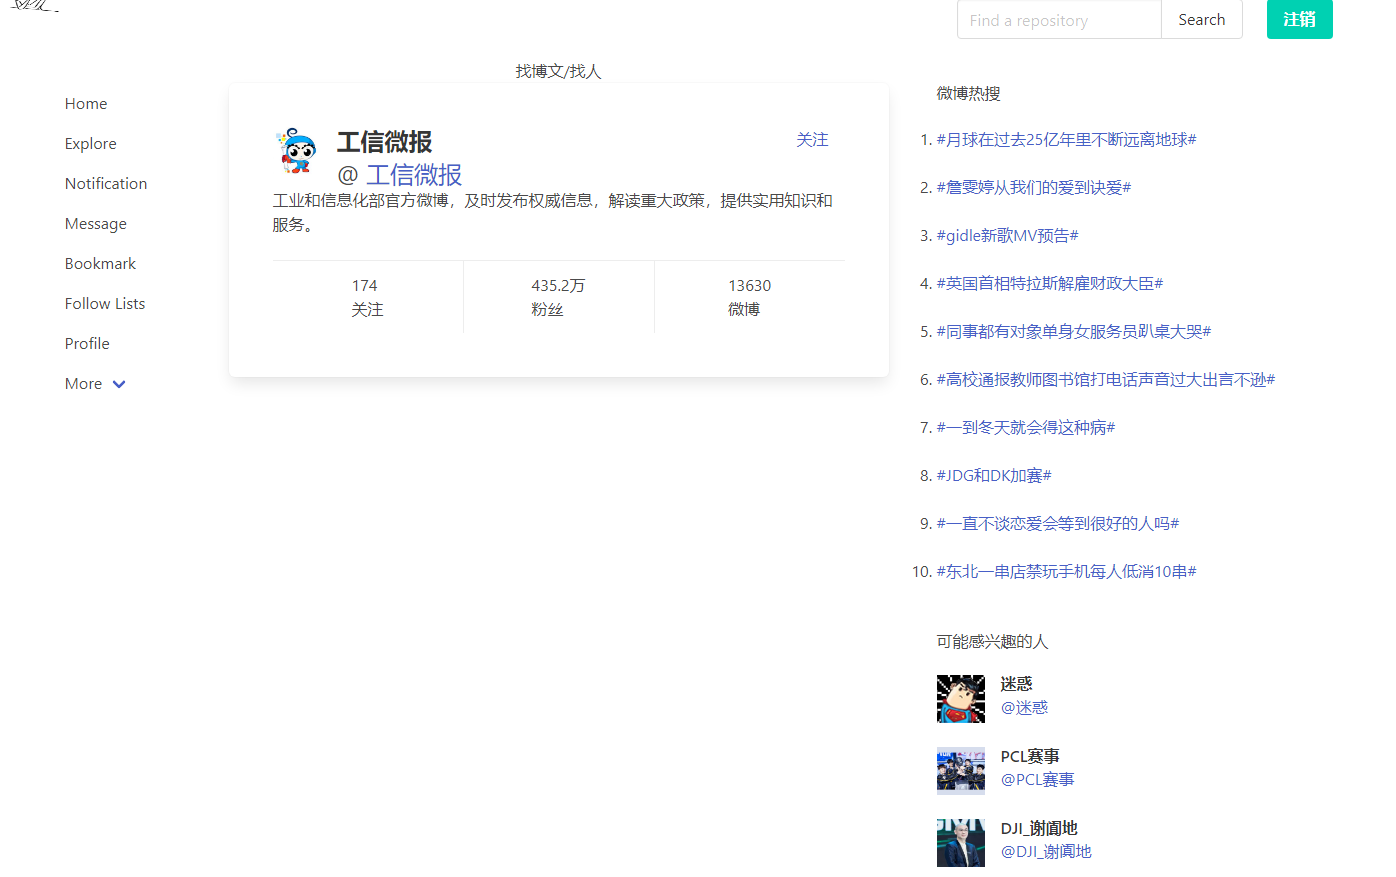 Find a repository
Search
注销
找博文/找人
Home
Explore
Notification
Message
Bookmark
Follow Lists
Profile
More
工信微报
关注
@ 工信微报
工业和信息化部官方微博，及时发布权威信息，解读重大政策，提供实用知识和
服务。
174
关注
435.2万
粉丝
13630
微博
微博热搜
1. #月球在过去25亿年里不断远离地球#
2. #詹雯婷从我们的爱到诀爱#
3. #gidle新歌MV预告#
4. #英国首相特拉斯解雇财政大臣#
5. #同事都有对象单身女服务员趴桌大哭#
6. #高校通报教师图书馆打电话声音过大出言不逊#
7. #一到冬天就会得这种病#
8. #JDG和DK加赛#
9. #一直不谈恋爱会等到很好的人吗#
10. #东北一串店禁玩手机每人低消10串#
可能感兴趣的人
迷惑
@迷惑
PCL赛事
@PCL赛事
DJI_谢阗地
@DJI_谢阗地